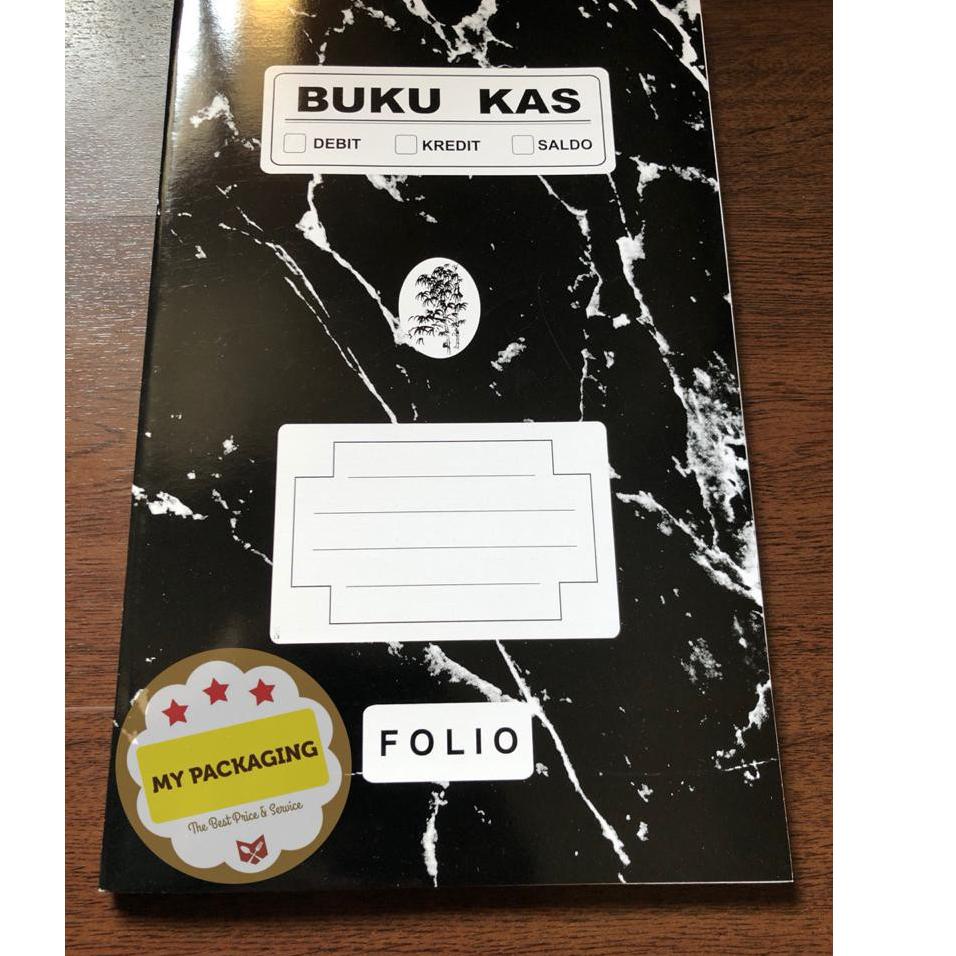 BUKU KAS
DEBIT KREDIT SALDO
FOLIO
MY PACKAGING
The Best Price & Service